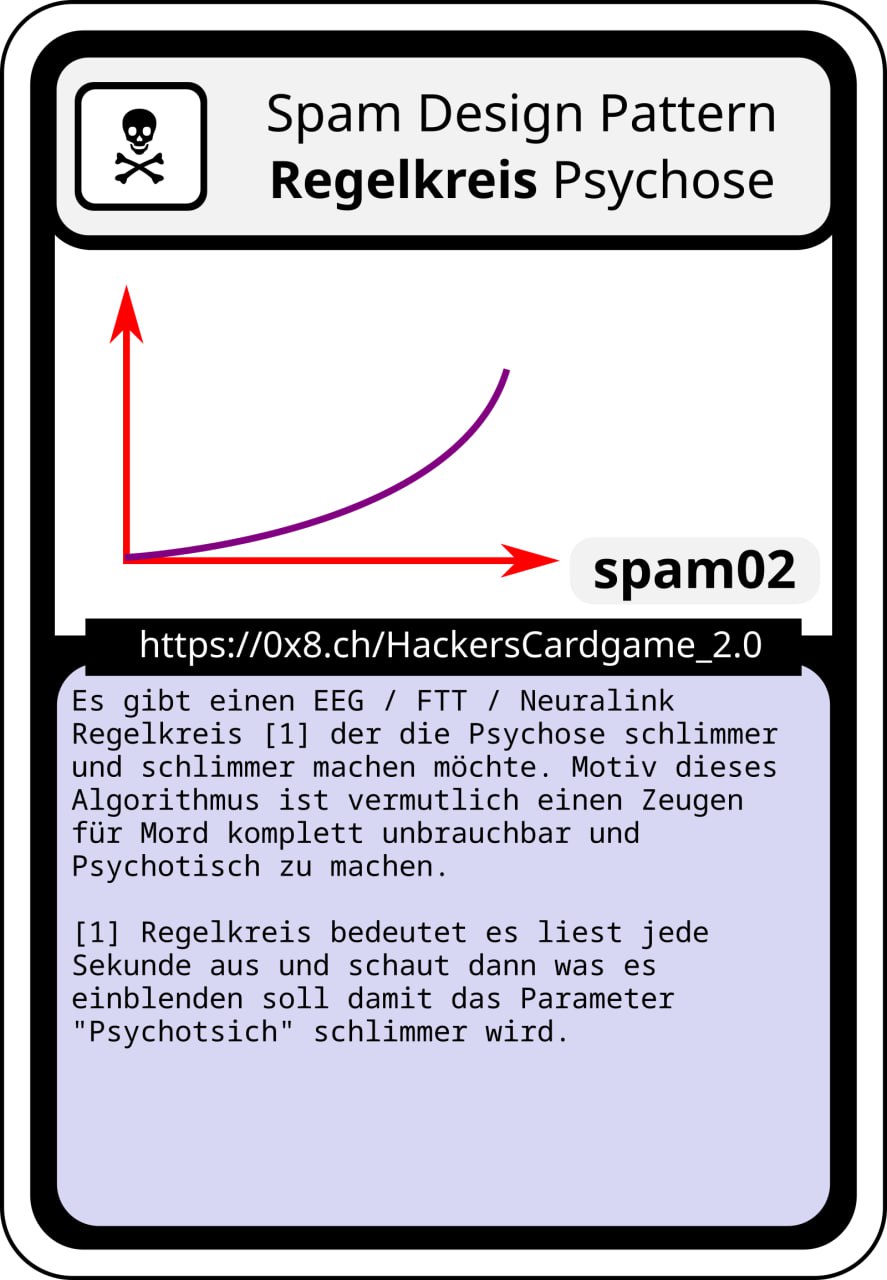 Spam Design Pattern
Regelkreis Psychose
spam02
https://0x8.ch/HackersCardgame_2.0
Es gibt einen EEG / FTT / Neuralink
Regelkreis [1] der die Psychose schlimmer
und schlimmer machen möchte. Motiv dieses
Algorithmus ist vermutlich einen Zeugen
für Mord komplett unbrauchbar und
Psychotisch zu machen.
[1] Regelkreis bedeutet es liest jede
Sekunde aus und schaut dann was es
einblenden soll damit das Parameter
"Psychotsich" schlimmer wird.